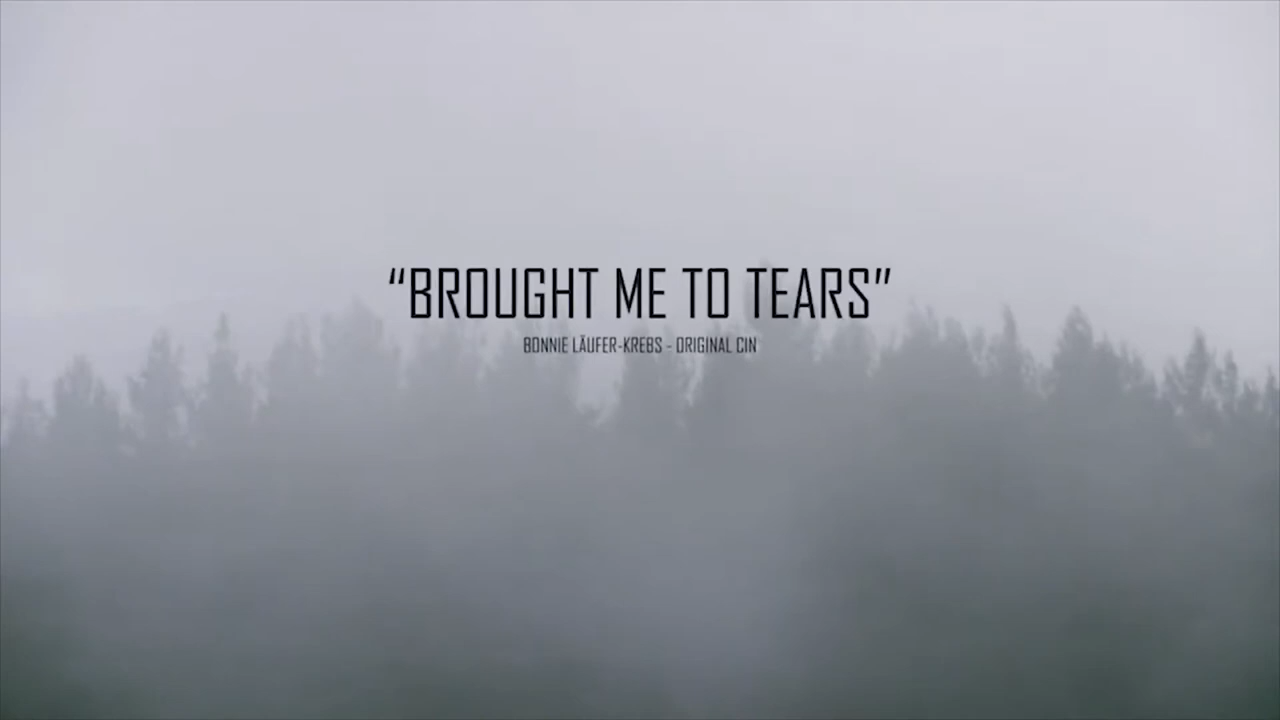 “BROUGHT ME TO TEARS”
BONNIE LÄUFER-KREBS - ORIGINAL CIN